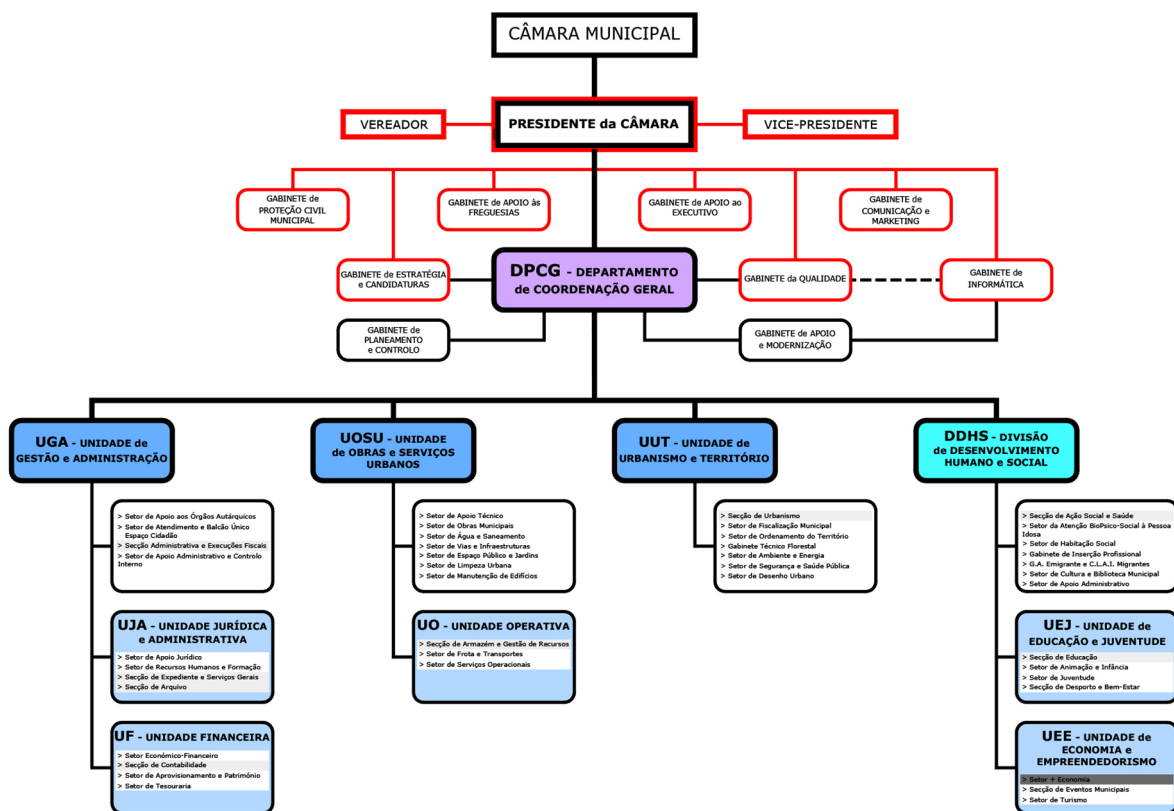 CÂMARA MUNICIPAL
VEREADOR
PRESIDENTE da CÂMARA
VICE-PRESIDENTE
GABINETE de
PROTEÇÃO CIVIL
MUNICIPAL
GABINETE de APOIO às
FREGUESIAS
GABINETE de APOIO ao
EXECUTIVO
GABINETE de
COMUNICAÇÃO e
MARKETING
GABINETE de ESTRATÉGIA
e CANDIDATURAS
DPCG - DEPARTAMENTO
de COORDENAÇÃO GERAL
GABINETE da QUALIDADE
GABINETE de
INFORMÁTICA
GABINETE de
PLANEAMENTO
e CONTROLO
GABINETE de APOIO
e MODERNIZAÇÃO
UGA - UNIDADE de
GESTÃO e ADMINISTRAÇÃO
UOSU - UNIDADE
de OBRAS e SERVIÇOS
URBANOS
UUT - UNIDADE de
URBANISMO e TERRITÓRIO
DDHS - DIVISÃO
de DESENVOLVIMENTO
HUMANO e SOCIAL
> Setor de Apoio aos Órgãos Autárquicos
> Setor de Atendimento e Balcão Único
Espaço Cidadão
> Secção Administrativa e Execuções Fiscais
> Setor de Apoio Administrativo e Controlo
Interno
> Setor de Apoio Técnico
> Setor de Obras Municipais
> Setor de Água e Saneamento
> Setor de Vias e Infraestruturas
> Setor de Espaço Público e Jardins
> Setor de Limpeza Urbana
> Setor de Manutenção de Edifícios
> Secção de Urbanismo
> Setor de Fiscalização Municipal
> Setor de Ordenamento do Território
> Gabinete Técnico Florestal
> Setor de Ambiente e Energia
> Setor de Segurança e Saúde Pública
> Setor de Desenho Urbano
> Secção de Ação Social e Saúde
> Setor da Atenção BioPsico-Social à Pessoa
Idosa
> Setor de Habitação Social
> Gabinete de Inserção Profissional
> G.A. Emigrante e C.L.A.I. Migrantes
> Setor de Cultura e Biblioteca Municipal
> Setor de Apoio Administrativo
UJA - UNIDADE JURÍDICA
e ADMINISTRATIVA
> Setor de Apoio Jurídico
> Setor de Recursos Humanos e Formação
> Secção de Expediente e Serviços Gerais
> Secção de Arquivo
UO - UNIDADE OPERATIVA
> Secção de Armazém e Gestão de Recursos
> Setor de Frota e Transportes
> Setor de Serviços Operacionais
UEJ - UNIDADE de
EDUCAÇÃO e JUVENTUDE
> Secção de Educação
> Setor de Animação e Infância
> Setor de Juventude
> Secção de Desporto e Bem-Estar
UF - UNIDADE FINANCEIRA
> Setor Económico-Financeiro
> Secção de Contabilidade
> Setor de Aprovisionamento e Património
> Setor de Tesouraria
UEE - UNIDADE de
ECONOMIA e
EMPREENDEDORISMO
> Setor + Economia
> Secção de Eventos Municipais
> Setor de Turismo